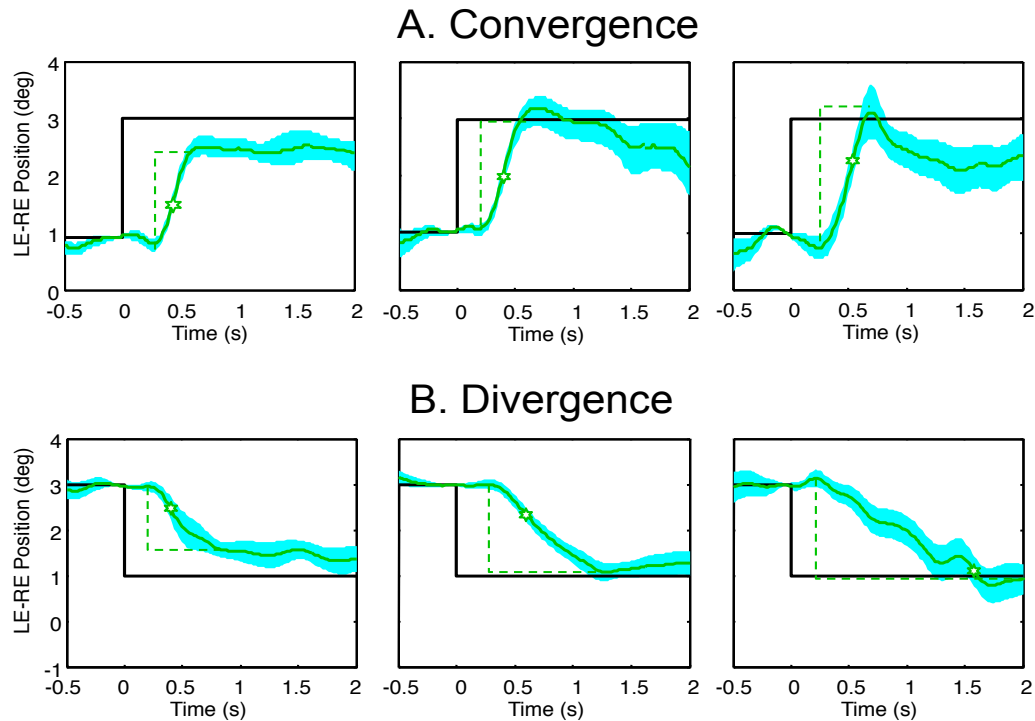 A. Convergence
LE-RE Position (deg)
4
3
2
1
0
-0.5 0 0.5 1 1.5 2
Time (s)
-0.5 0 0.5 1 1.5 2
Time (s)
-0.5 0 0.5 1 1.5 2
Time (s)
B. Divergence
LE-RE Position (deg)
4
3
2
1
0
-1
-0.5 0 0.5 1 1.5 2
Time (s)
-0.5 0 0.5 1 1.5 2
Time (s)
-0.5 0 0.5 1 1.5 2
Time (s)